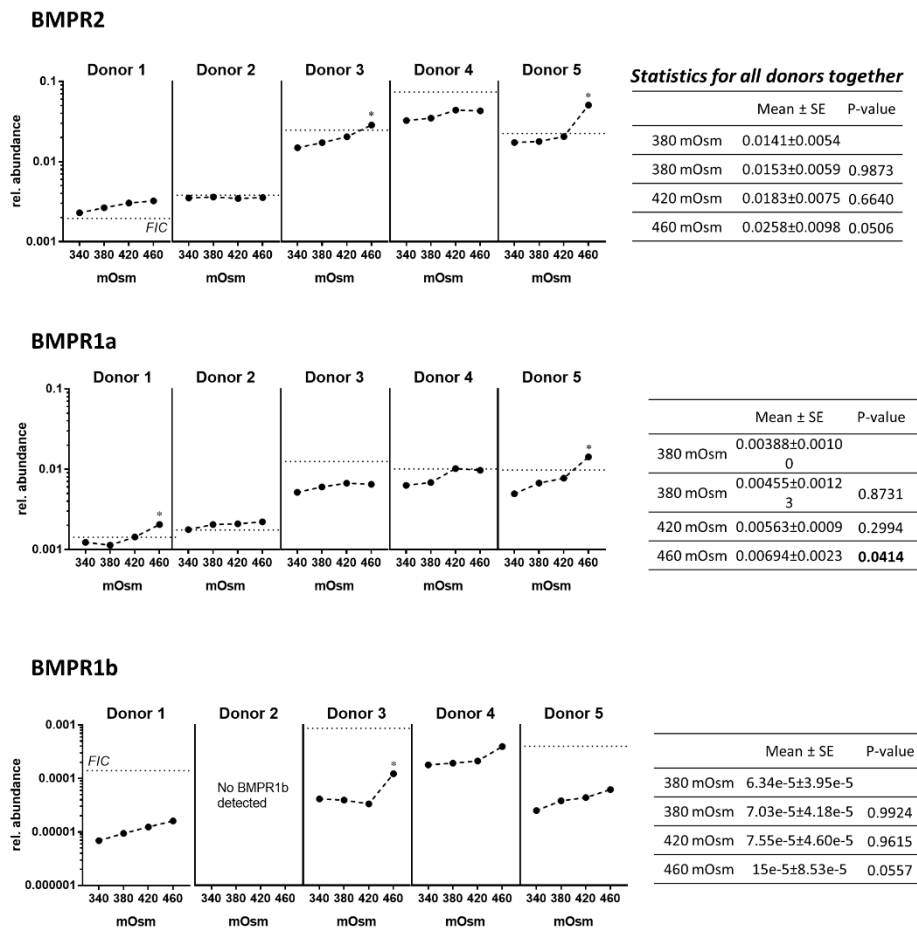 BMPR2
Donor 1 Donor 2 Donor 3 Donor 4 Donor 5
rel. abundance
0.1
0.01
0.001
FIC
*
*
340 380 420 460 340 380 420 460 340 380 420 460 340 380 420 460 340 380 420 460
mOsm mOsm mOsm mOsm mOsm
Statistics for all donors together
Mean ± SE P-value
380 mOsm 0.0141±0.0054
380 mOsm 0.0153±0.0059 0.9873
420 mOsm 0.0183±0.0075 0.6640
460 mOsm 0.0258±0.0098 0.0506
BMPR1a
Donor 1 Donor 2 Donor 3 Donor 4 Donor 5
rel. abundance
0.1
0.01
0.001
*
*
340 380 420 460 340 380 420 460 340 380 420 460 340 380 420 460 340 380 420 460
mOsm mOsm mOsm mOsm mOsm
Mean ± SE P-value
380 mOsm 0.00388±0.0010
0
380 mOsm 0.00455±0.0012
3 0.8731
420 mOsm 0.00563±0.0009 0.2994
460 mOsm 0.00694±0.0023 0.0414
BMPR1b
Donor 1 Donor 2 Donor 3 Donor 4 Donor 5
rel. abundance
0.001
0.0001
0.00001
0.000001
FIC
No BMPR1b
detected
*
340 380 420 460 340 380 420 460 340 380 420 460 340 380 420 460 340 380 420 460
mOsm mOsm mOsm mOsm mOsm
Mean ± SE P-value
380 mOsm 6.34e-5±3.95e-5
380 mOsm 7.03e-5±4.18e-5 0.9924
420 mOsm 7.55e-5±4.60e-5 0.9615
460 mOsm 15e-5±8.53e-5 0.0557